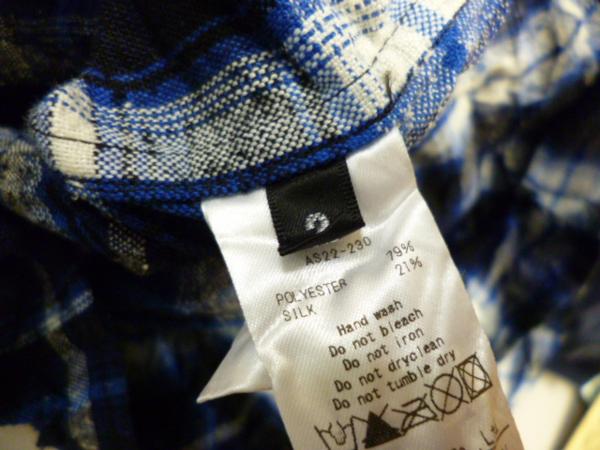 AS22-230
POLYESTER 79%
SILK 21%
Hand wash
Do not bleach
Do not iron
Do not dryclean
Do not tumble dry